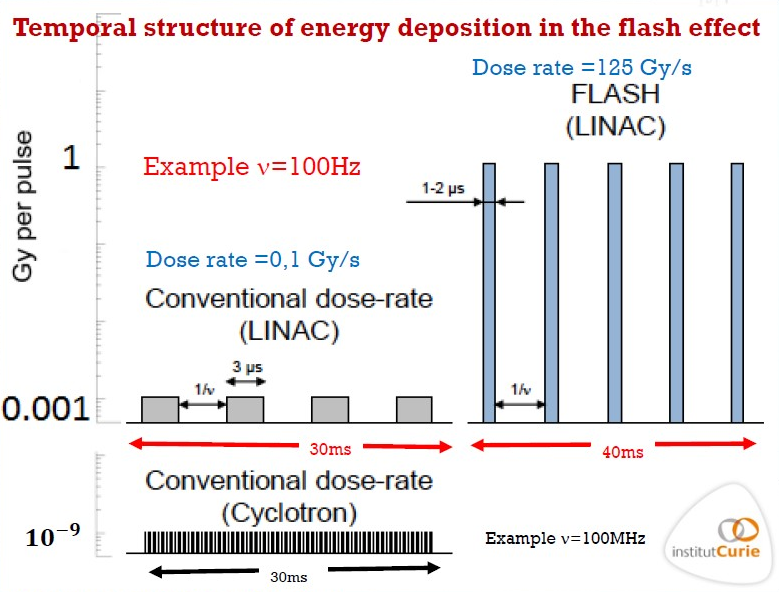 Temporal structure of energy deposition in the flash effect
Dose rate =125 Gy/s
FLASH
(LINAC)
Gy per pulse
1
Example ν=100Hz
1-2 µs
Dose rate =0,1 Gy/s
Conventional dose-rate
(LINAC)
3 µs
1/ν
1/ν
0.001
30ms
40ms
Conventional dose-rate
(Cyclotron)
10⁻⁹
Example ν=100MHz
institutCurie
30ms